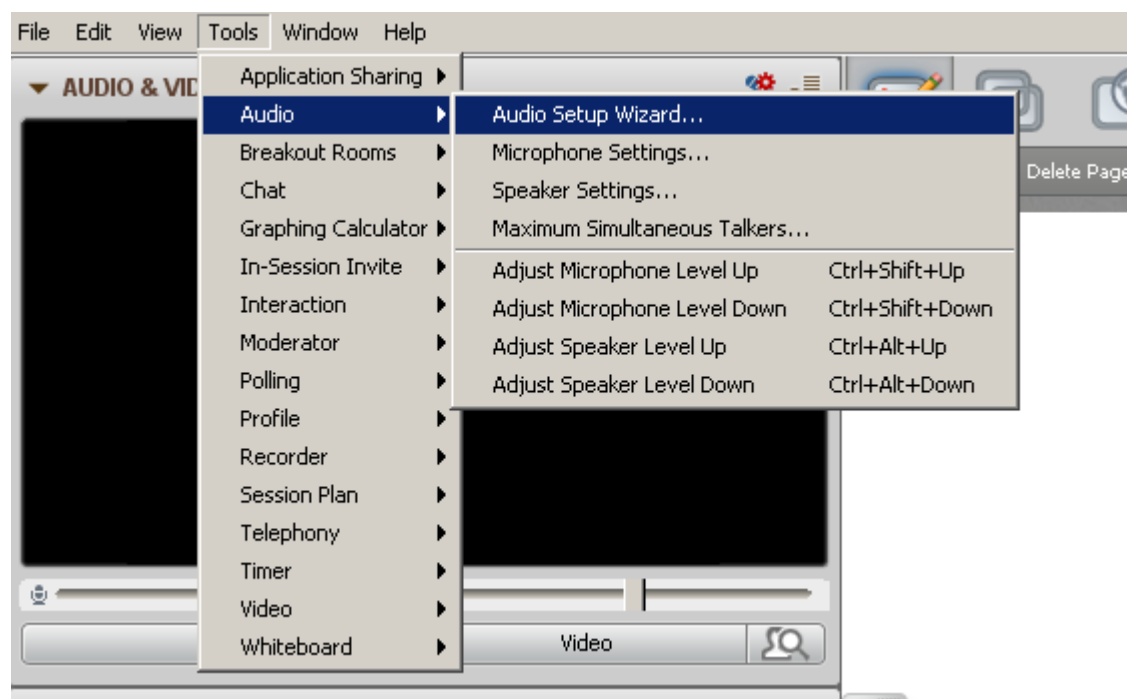 File Edit View Tools Window Help
AUDIO & VID
Application Sharing
Audio
Breakout Rooms
Chat
Graphing Calculator
In-Session Invite
Interaction
Moderator
Polling
Profile
Recorder
Session Plan
Telephony
Timer
Video
Whiteboard
Audio Setup Wizard...
Microphone Settings...
Speaker Settings...
Maximum Simultaneous Talkers...
Adjust Microphone Level Up Ctrl+Shift+Up
Adjust Microphone Level Down Ctrl+Shift+Down
Adjust Speaker Level Up Ctrl+Alt+Up
Adjust Speaker Level Down Ctrl+Alt+Down
Delete Page
Video